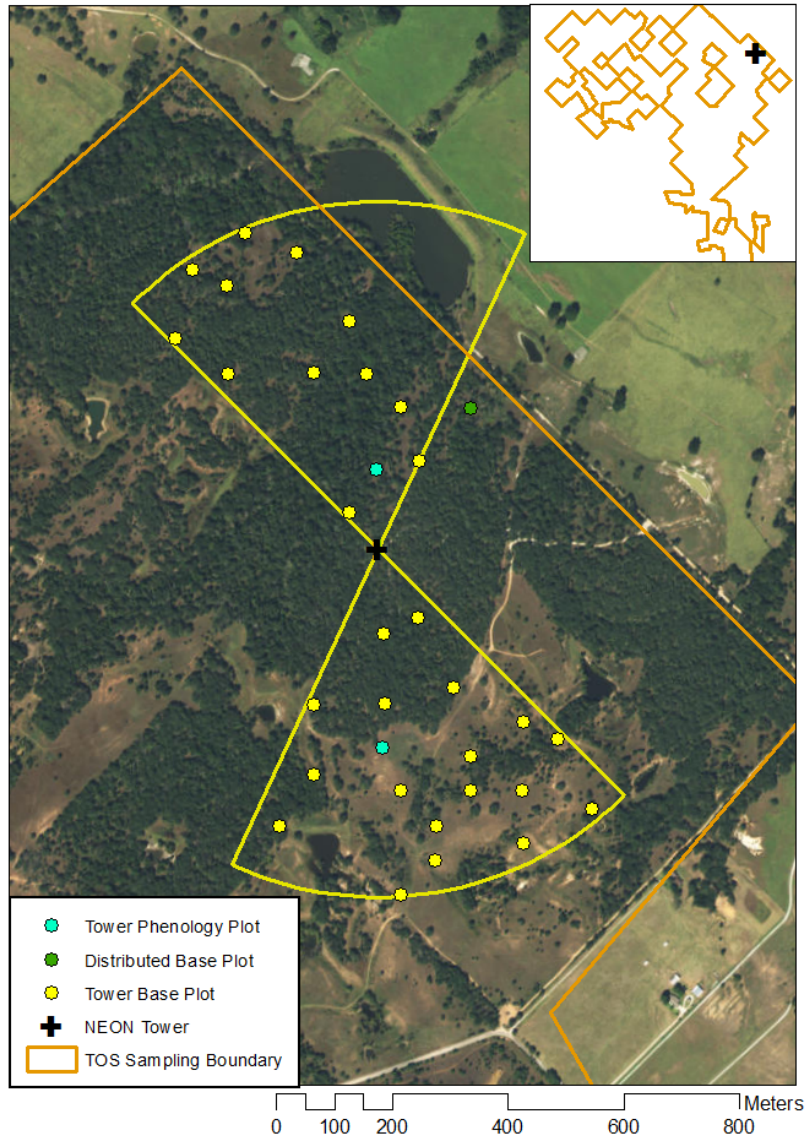 Tower Phenology Plot
Distributed Base Plot
Tower Base Plot
NEON Tower
TOS Sampling Boundary
Meters
0 100 200 400 600 800